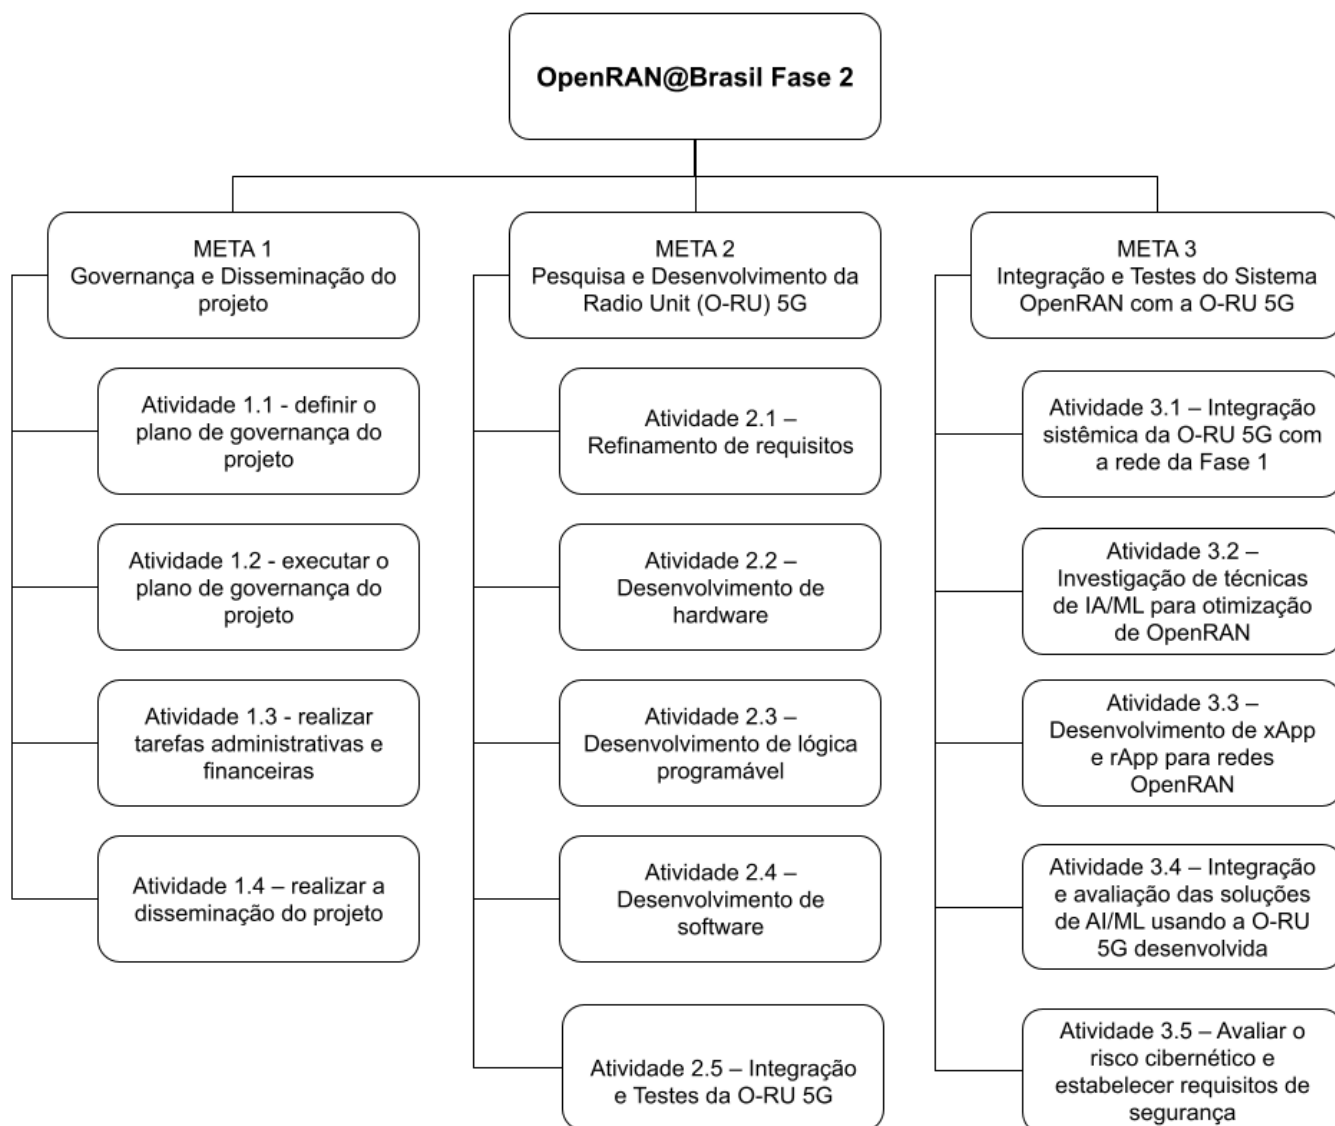 OpenRAN@Brasil Fase 2
META 1
Governança e Disseminação do
projeto
Atividade 1.1 - definir o
plano de governança do
projeto
Atividade 1.2 - executar o
plano de governança do
projeto
Atividade 1.3 - realizar
tarefas administrativas e
financeiras
Atividade 1.4 – realizar a
disseminação do projeto
META 2
Pesquisa e Desenvolvimento da
Radio Unit (O-RU) 5G
Atividade 2.1 –
Refinamento de requisitos
Atividade 2.2 –
Desenvolvimento de
hardware
Atividade 2.3 –
Desenvolvimento de lógica
programável
Atividade 2.4 –
Desenvolvimento de
software
Atividade 2.5 – Integração
e Testes da O-RU 5G
META 3
Integração e Testes do Sistema
OpenRAN com a O-RU 5G
Atividade 3.1 – Integração
sistêmica da O-RU 5G com
a rede da Fase 1
Atividade 3.2 –
Investigação de técnicas
de IA/ML para otimização
de OpenRAN
Atividade 3.3 –
Desenvolvimento de xApp
e rApp para redes
OpenRAN
Atividade 3.4 – Integração
e avaliação das soluções
de AI/ML usando a O-RU
5G desenvolvida
Atividade 3.5 – Avaliar o
risco cibernético e
estabelecer requisitos de
segurança